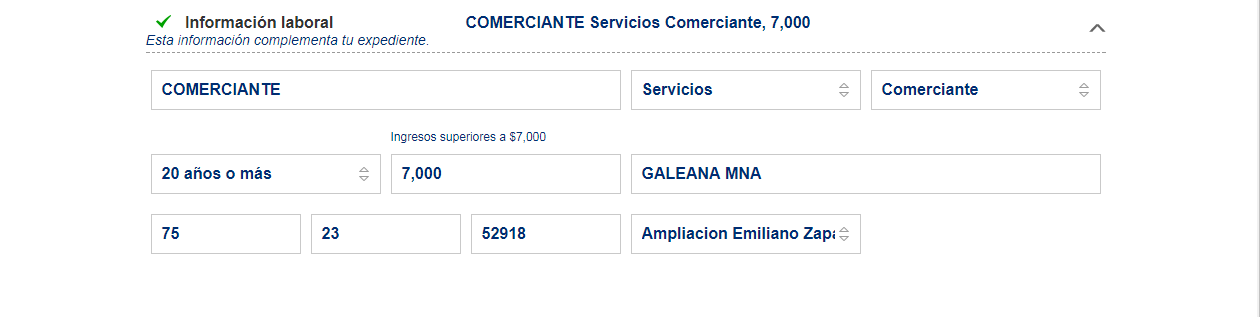 Información laboral COMERCIANTE Servicios Comerciante, 7,000
Esta información complementa tu expediente.
COMERCIANTE Servicios Comerciante
Ingresos superiores a $7,000
20 años o más 7,000 GALEANA MNA
75 23 52918 Ampliacion Emiliano Zapa